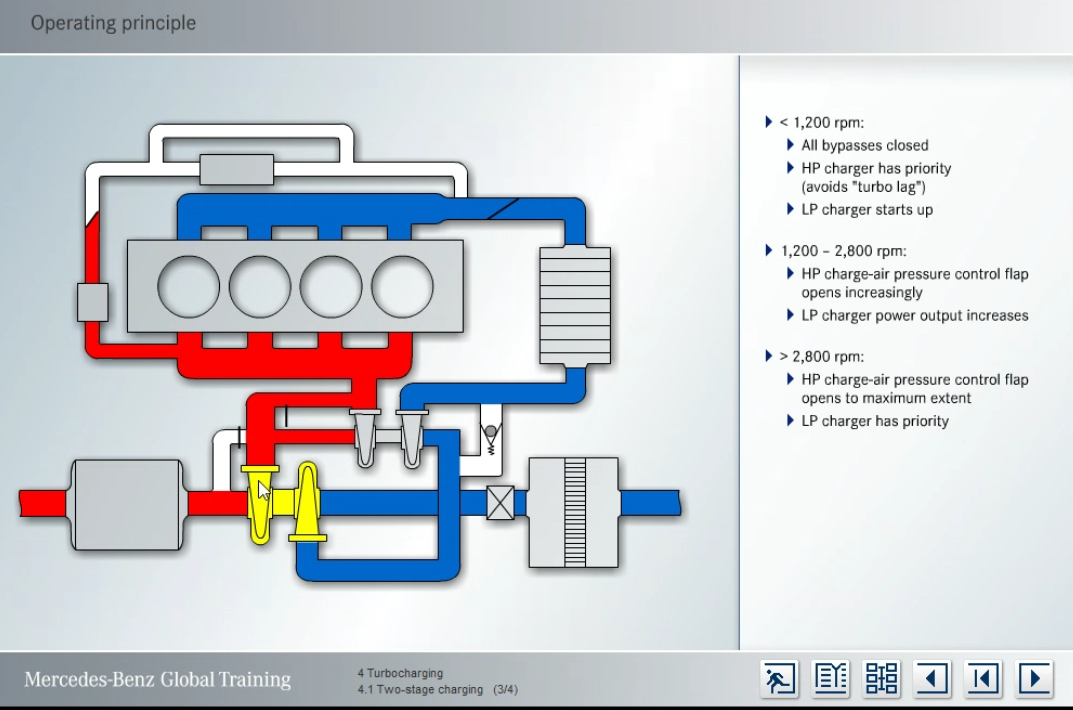 Operating principle
< 1,200 rpm:
All bypasses closed
HP charger has priority
(avoids "turbo lag")
LP charger starts up
1,200 – 2,800 rpm:
HP charge-air pressure control flap
opens increasingly
LP charger power output increases
> 2,800 rpm:
HP charge-air pressure control flap
opens to maximum extent
LP charger has priority
Mercedes-Benz Global Training
4 Turbocharging
4.1 Two-stage charging (3/4)